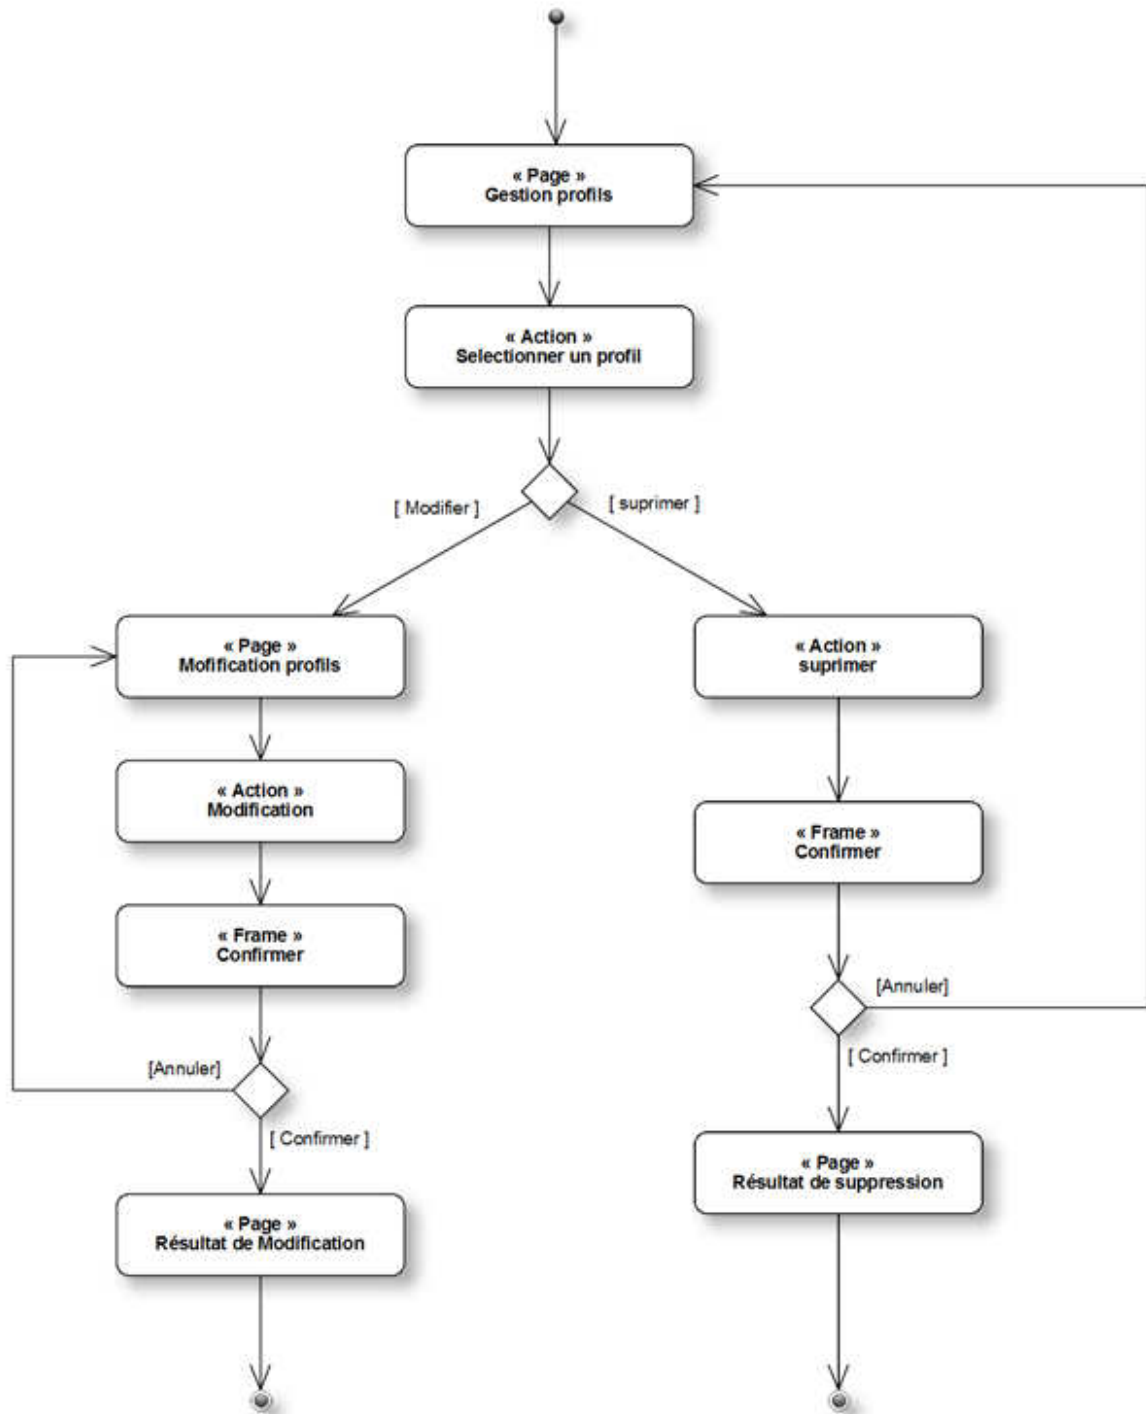 « Page »
Gestion profils
« Action »
Selectionner un profil
[ Modifier ]
[ suprimer ]
« Page »
Mofification profils
« Action »
suprimer
« Action »
Modification
« Frame »
Confirmer
« Frame »
Confirmer
[Annuler]
[ Confirmer ]
[Annuler]
[ Confirmer ]
« Page »
Résultat de suppression
« Page »
Résultat de Modification